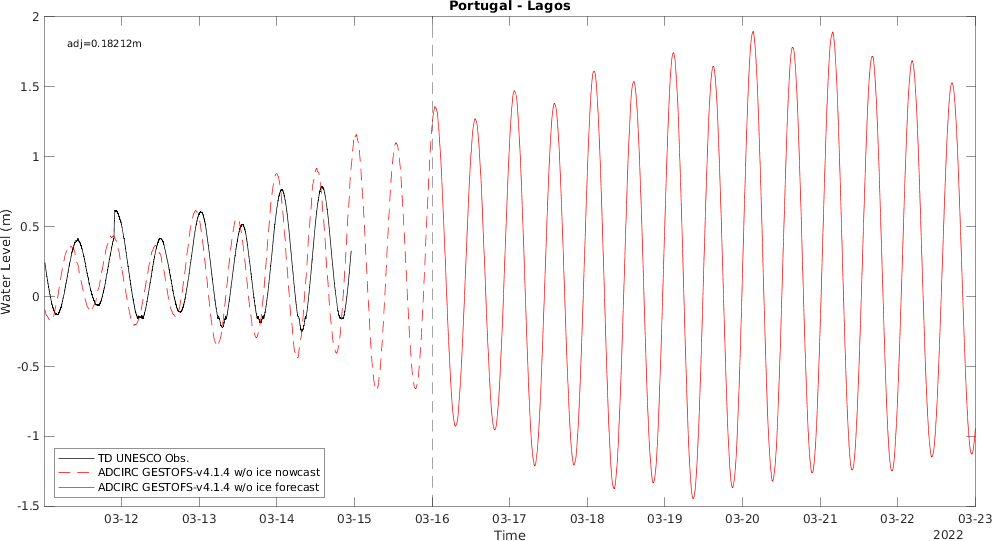 Portugal - Lagos
adj=0.18212m
2
1.5
1
0.5
0
-0.5
-1
-1.5
Water Level (m)
TD UNESCO Obs.
ADCIRC GESTOFS-v4.1.4 w/o ice nowcast
ADCIRC GESTOFS-v4.1.4 w/o ice forecast
03-12 03-13 03-14 03-15 03-16 03-17 03-18 03-19 03-20 03-21 03-22 03-23
Time
2022